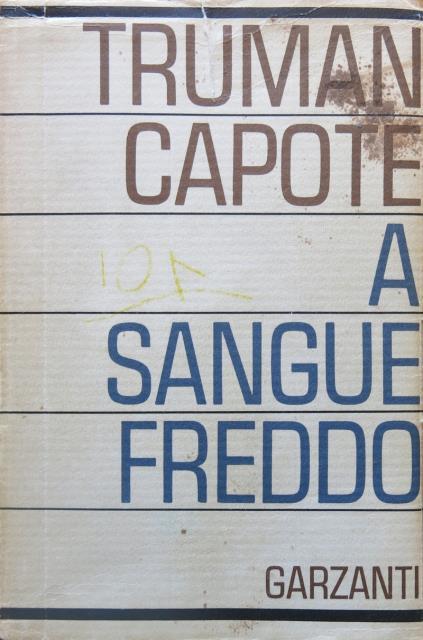 TRUMAN
CAPOTE
A
SANGUE
FREDDO
GARZANTI